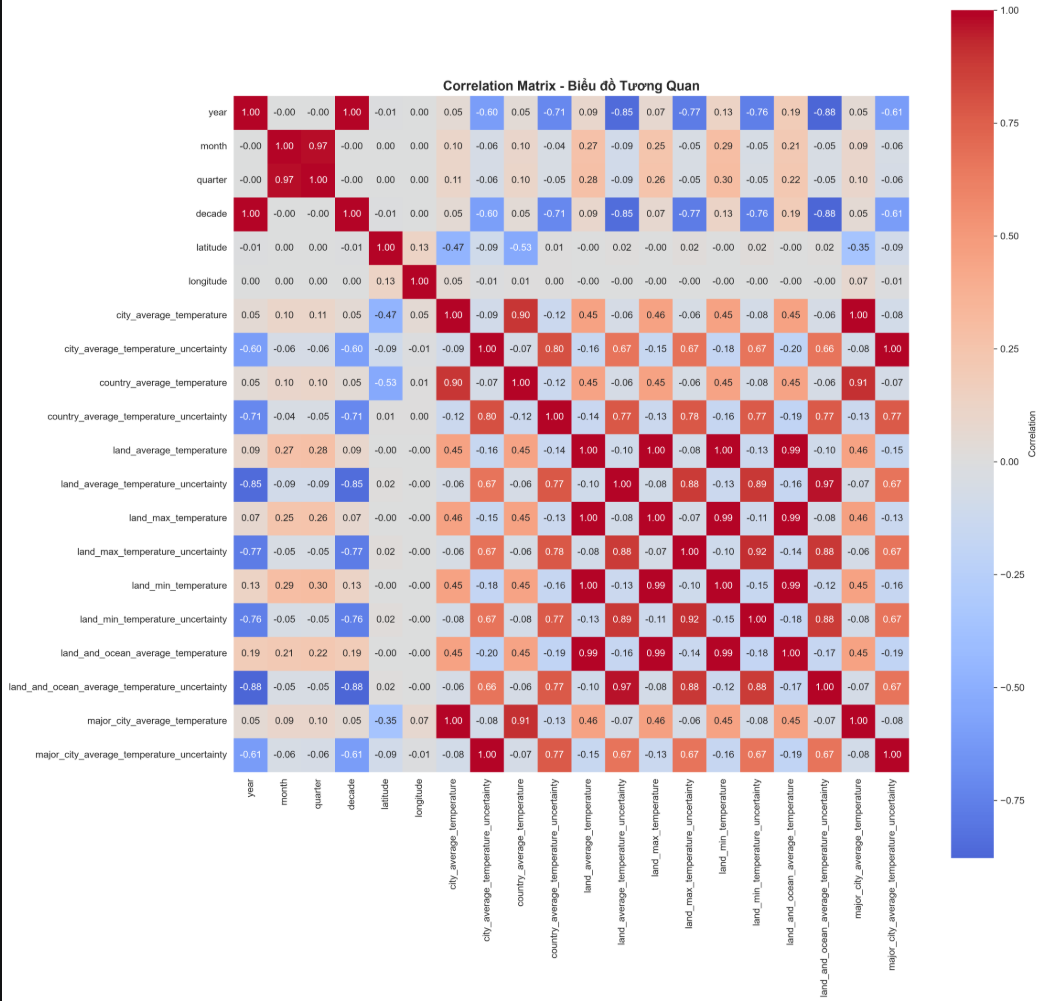 Correlation Matrix - Biểu đồ Tương Quan
year 1.00 -0.00 -0.00 1.00 -0.01 0.00 0.05 -0.60 0.05 -0.71 0.09 -0.85 0.07 -0.77 0.13 -0.76 0.19 -0.88 0.05 -0.61
month -0.00 1.00 0.97 -0.00 0.00 0.00 0.10 -0.06 0.10 -0.04 0.27 -0.09 0.25 -0.05 0.29 -0.05 0.21 -0.05 0.09 -0.06
quarter -0.00 0.97 1.00 -0.00 0.00 0.00 0.11 -0.06 0.10 -0.05 0.28 -0.09 0.26 -0.05 0.30 -0.05 0.22 -0.05 0.10 -0.06
decade 1.00 -0.00 -0.00 1.00 -0.01 0.00 0.05 -0.60 0.05 -0.71 0.09 -0.85 0.07 -0.77 0.13 -0.76 0.19 -0.88 0.05 -0.61
latitude -0.01 0.00 0.00 -0.01 1.00 0.13 -0.47 -0.09 -0.53 0.01 -0.00 0.02 -0.00 0.02 -0.00 0.02 -0.00 0.02 -0.35 -0.09
longitude 0.00 0.00 0.00 0.00 0.13 1.00 0.05 -0.01 0.01 0.00 -0.00 -0.00 -0.00 -0.00 -0.00 -0.00 -0.00 -0.00 0.07 -0.01
city_average_temperature 0.05 0.10 0.11 0.05 -0.47 0.05 1.00 -0.09 0.90 -0.12 0.45 -0.06 0.46 -0.06 0.45 -0.08 0.45 -0.06 1.00 -0.08
city_average_temperature_uncertainty -0.60 -0.06 -0.06 -0.60 -0.09 -0.01 -0.09 1.00 -0.07 0.80 -0.16 0.67 -0.15 0.67 -0.18 0.67 -0.20 0.66 -0.08 1.00
country_average_temperature 0.05 0.10 0.10 0.05 -0.53 0.01 0.90 -0.07 1.00 -0.12 0.45 -0.06 0.45 -0.06 0.45 -0.08 0.45 -0.06 0.91 -0.07
country_average_temperature_uncertainty -0.71 -0.04 -0.05 -0.71 0.01 0.00 -0.12 0.80 -0.12 1.00 -0.14 0.77 -0.13 0.78 -0.16 0.77 -0.19 0.77 -0.13 0.77
land_average_temperature 0.09 0.27 0.28 0.09 -0.00 -0.00 0.45 -0.16 0.45 -0.14 1.00 -0.10 1.00 -0.08 1.00 -0.13 0.99 -0.10 0.46 -0.15
land_average_temperature_uncertainty -0.85 -0.09 -0.09 -0.85 0.02 -0.00 -0.06 0.67 -0.06 0.77 -0.10 1.00 -0.08 0.88 -0.13 0.89 -0.16 0.97 -0.07 0.67
land_max_temperature 0.07 0.25 0.26 0.07 -0.00 -0.00 0.46 -0.15 0.45 -0.13 1.00 -0.08 1.00 -0.07 0.99 -0.11 0.99 -0.08 0.46 -0.13
land_max_temperature_uncertainty -0.77 -0.05 -0.05 -0.77 0.02 -0.00 -0.06 0.67 -0.06 0.78 -0.08 0.88 -0.07 1.00 -0.10 0.92 -0.14 0.88 -0.06 0.67
land_min_temperature 0.13 0.29 0.30 0.13 -0.00 -0.00 0.45 -0.18 0.45 -0.16 1.00 -0.13 0.99 -0.10 1.00 -0.15 0.99 -0.12 0.45 -0.16
land_min_temperature_uncertainty -0.76 -0.05 -0.05 -0.76 0.02 -0.00 -0.08 0.67 -0.08 0.77 -0.13 0.89 -0.11 0.92 -0.15 1.00 -0.18 0.88 -0.08 0.67
land_and_ocean_average_temperature 0.19 0.21 0.22 0.19 -0.00 -0.00 0.45 -0.20 0.45 -0.19 0.99 -0.16 0.99 -0.14 0.99 -0.18 1.00 -0.17 0.45 -0.19
land_and_ocean_average_temperature_uncertainty -0.88 -0.05 -0.05 -0.88 0.02 -0.00 -0.06 0.66 -0.06 0.77 -0.10 0.97 -0.08 0.88 -0.12 0.88 -0.17 1.00 -0.07 0.67
major_city_average_temperature 0.05 0.09 0.10 0.05 -0.35 0.07 1.00 -0.08 0.91 -0.13 0.46 -0.07 0.46 -0.06 0.45 -0.08 0.45 -0.07 1.00 -0.08
major_city_average_temperature_uncertainty -0.61 -0.06 -0.06 -0.61 -0.09 -0.01 -0.08 1.00 -0.07 0.77 -0.15 0.67 -0.13 0.67 -0.16 0.67 -0.19 0.67 -0.08 1.00
year
month
quarter
decade
latitude
longitude
city_average_temperature
city_average_temperature_uncertainty
country_average_temperature
country_average_temperature_uncertainty
land_average_temperature
land_average_temperature_uncertainty
land_max_temperature
land_max_temperature_uncertainty
land_min_temperature
land_min_temperature_uncertainty
land_and_ocean_average_temperature
land_and_ocean_average_temperature_uncertainty
major_city_average_temperature
major_city_average_temperature_uncertainty
1.00
0.75
0.50
0.25
0.00
−0.25
−0.50
−0.75
Correlation